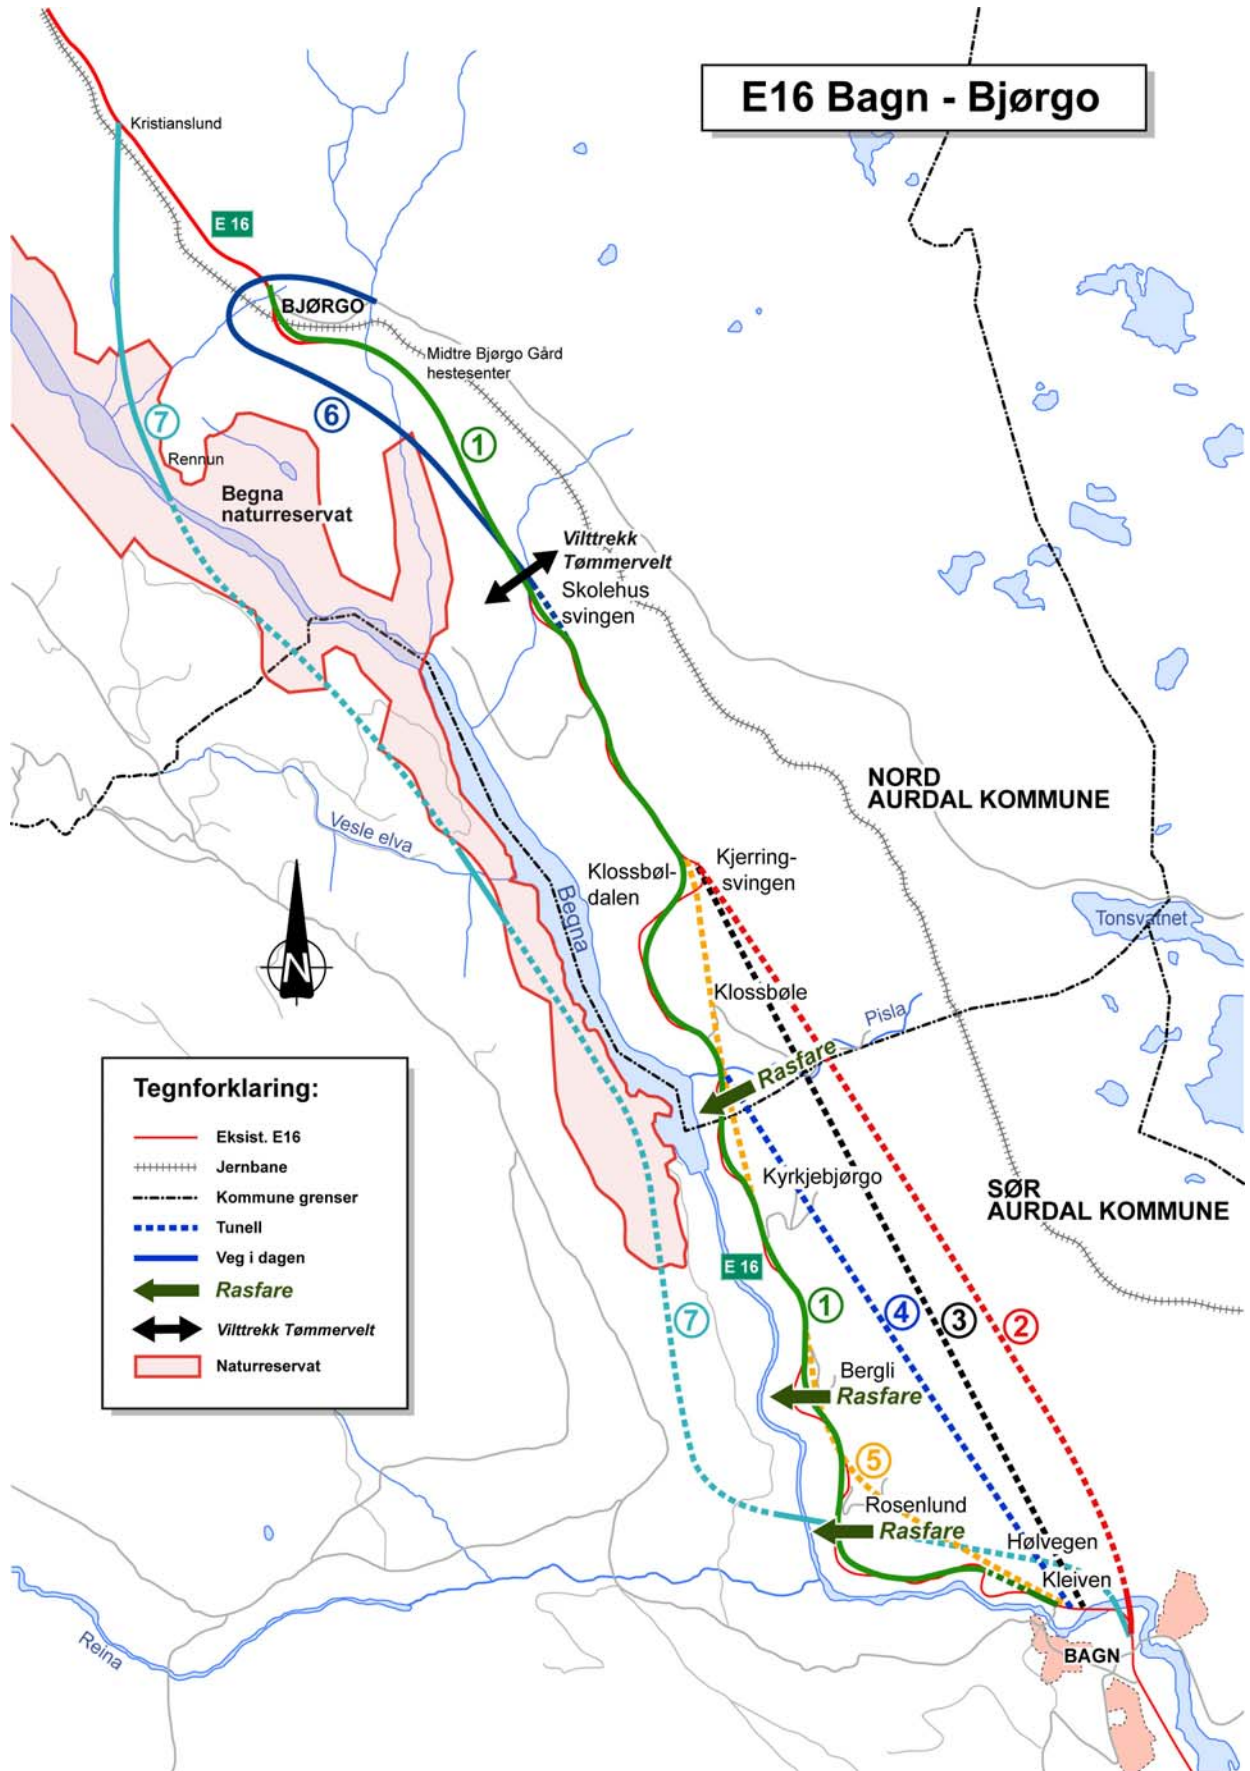 E16 Bagn - Bjørgo
Kristianslund
E 16
BJØRGO
Midtre Bjørgo Gård
hestesenter
6
7
1
Rennun
Begna
naturreservat
Vilttrekk
Tømmervelt
Skolehus
svingen
NORD
AURDAL KOMMUNE
Vesle elva
Klossbøl-
dalen
Kjerring-
svingen
Begna
Tonsvatnet
N
Klossbøle
Pisla
Rasfare
Kyrkjebjørgo
SØR
AURDAL KOMMUNE
E 16
7
1
4
3
2
Bergli
Rasfare
5
Rosenlund
Rasfare
Hølvegen
Kleiven
BAGN
Reina
Tegnforklaring:
Eksist. E16
Jernbane
Kommune grenser
Tunell
Veg i dagen
Rasfare
Vilttrekk Tømmervelt
Naturreservat